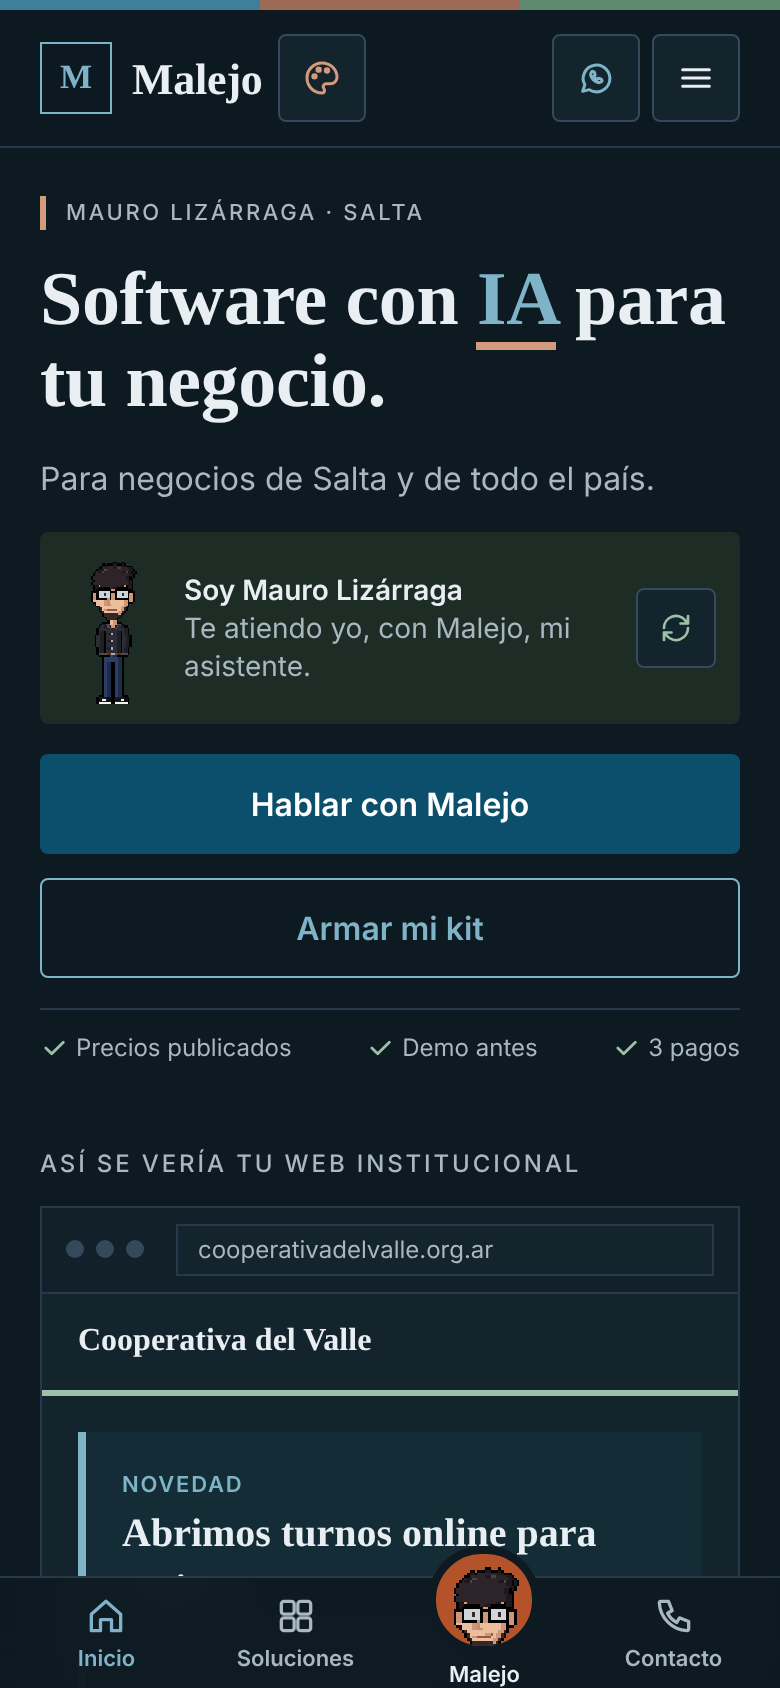 M Malejo
MAURO LIZÁRRAGA · SALTA
Software con IA para
tu negocio.
Para negocios de Salta y de todo el país.
Soy Mauro Lizárraga
Te atiendo yo, con Malejo, mi
asistente.
Hablar con Malejo
Armar mi kit
Precios publicados
Demo antes
3 pagos
ASÍ SE VERÍA TU WEB INSTITUCIONAL
cooperativadelvalle.org.ar
Cooperativa del Valle
NOVEDAD
Abrimos turnos online para
Inicio
Soluciones
Malejo
Contacto